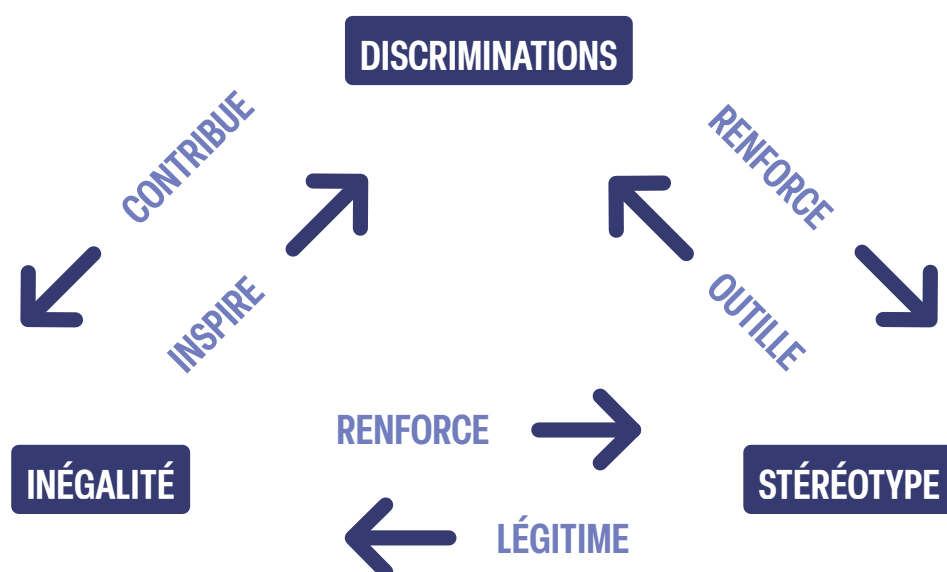 DISCRIMINATIONS
CONTRIBUE
RENFORCE
INSPIRE
OUTILLE
RENFORCE
INÉGALITÉ
STÉRÉOTYPE
LÉGITIME